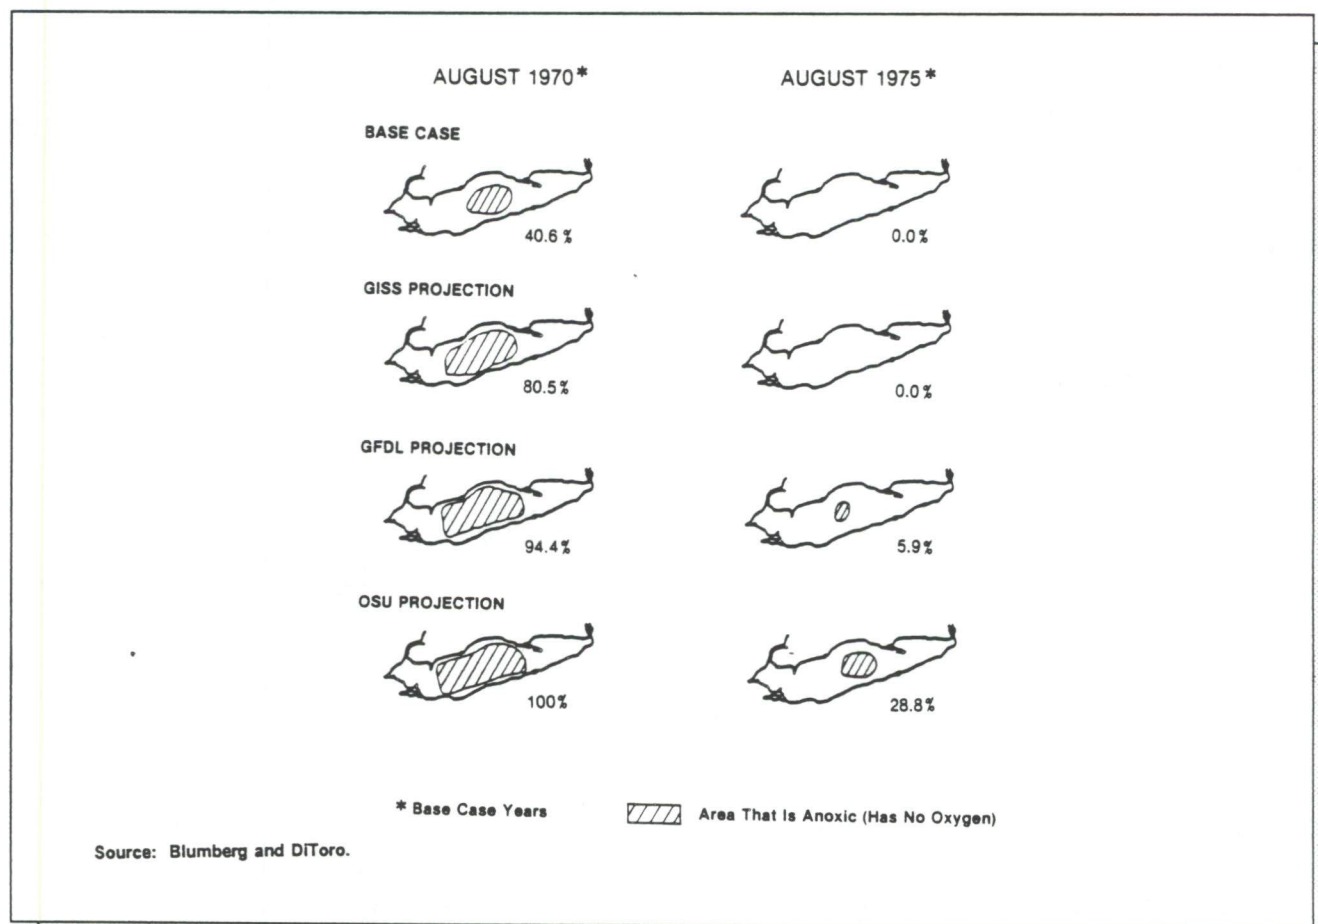 AUGUST 1970*
AUGUST 1975*
BASE CASE
40.6%
0.0%
GISS PROJECTION
80.5%
0.0%
GFDL PROJECTION
94.4%
5.9%
OSU PROJECTION
100%
28.8%
* Base Case Years
Area That Is Anoxic (Has No Oxygen)
Source: Blumberg and DiToro.